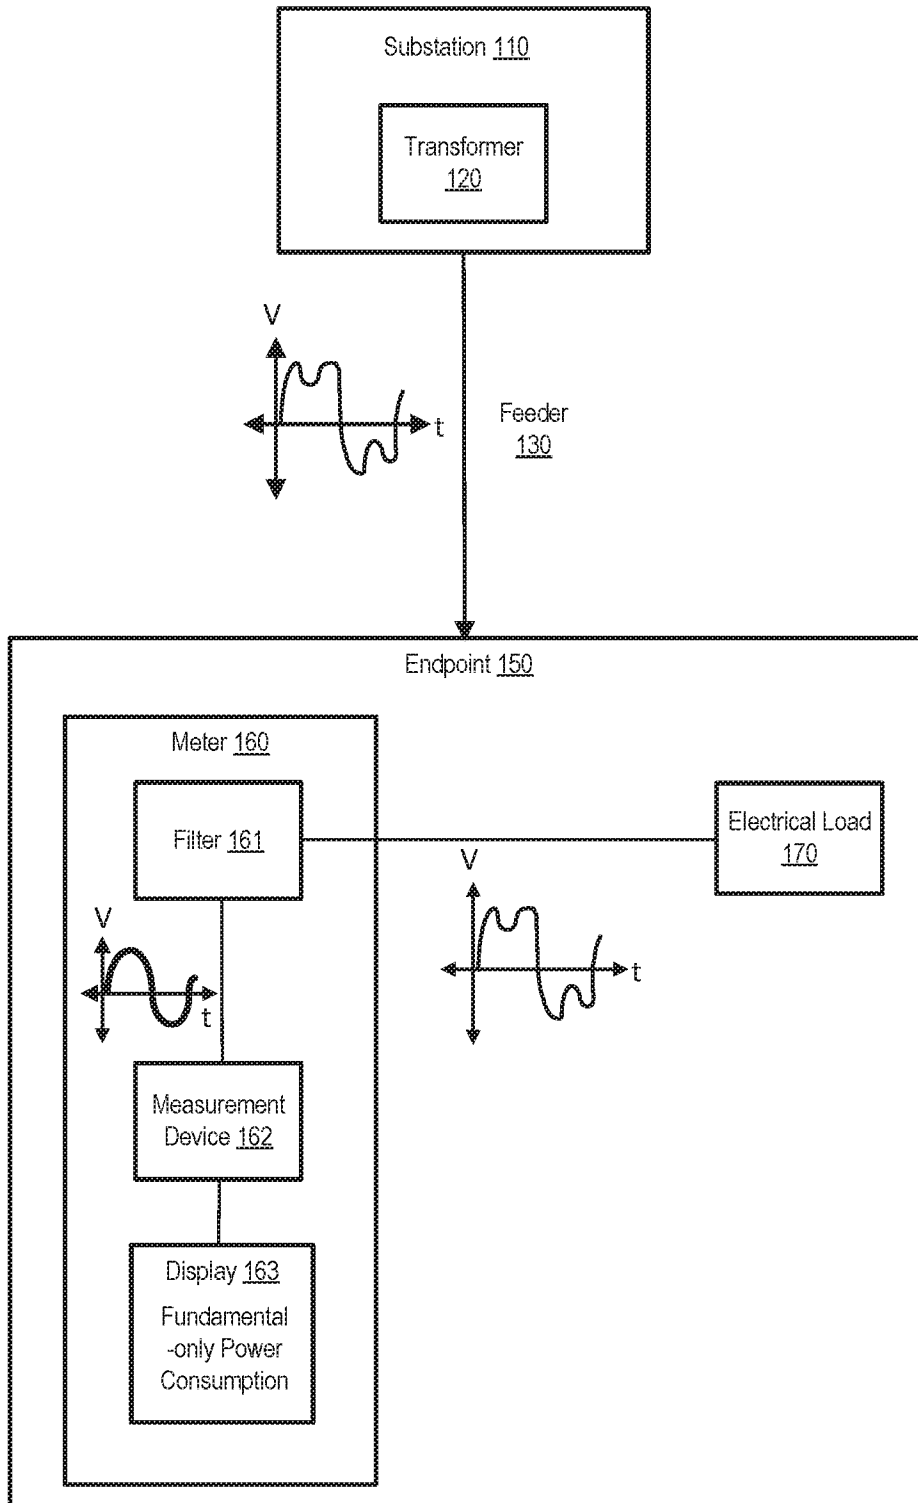 Substation 110
Transformer
120
V
t
Feeder
130
Endpoint 150
Meter 160
Filter 161
Electrical Load
170
V
t
V
t
Measurement
Device 162
Display 163
Fundamental
-only Power
Consumption